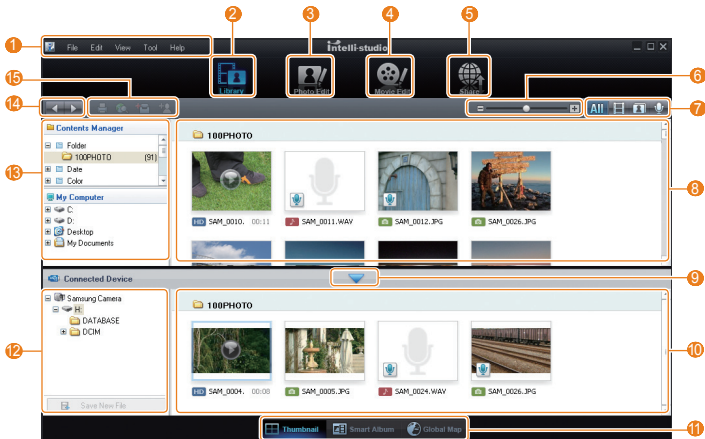 2
3
4
5
1
File Edit View Tool Help
intelli-studio
15
6
Library
Photo Edit
Movie Edit
Share
14
All
7
Contents Manager
100PHOTO
Folder
100PHOTO (91)
Date
Color
13
My Computer
C:
D:
Desktop
My Documents
HD SAM_0010. 00:11
SAM_0011.WAV
SAM_0012.JPG
SAM_0026.JPG
8
Connected Device
9
Samsung Camera
H:
DATABASE
DCIM
12
Save New File
100PHOTO
HD SAM_0004. 00:08
SAM_0005.JPG
SAM_0024.WAV
SAM_0026.JPG
10
Thumbnail
Smart Album
Global Map
11